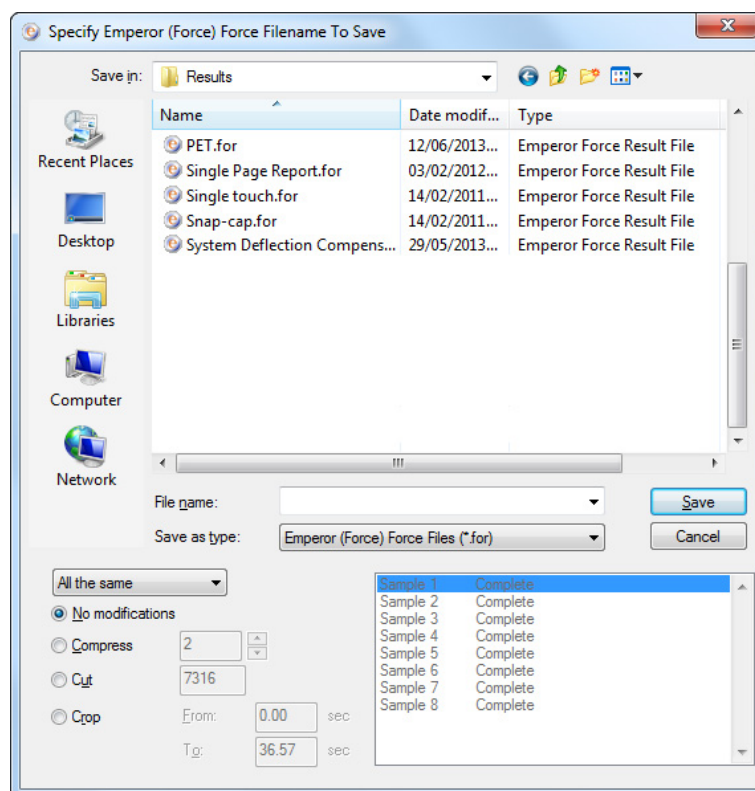 Specify Emperor (Force) Force Filename To Save
Save in: Results
Name Date modif... Type
PET.for 12/06/2013... Emperor Force Result File
Single Page Report.for 03/02/2012... Emperor Force Result File
Single touch.for 14/02/2011... Emperor Force Result File
Snap-cap.for 14/02/2011... Emperor Force Result File
System Deflection Compens... 29/05/2013... Emperor Force Result File
Recent Places
Desktop
Libraries
Computer
Network
File name: Save
Save as type: Emperor (Force) Force Files (*.for) Cancel
All the same
No modifications
Compress 2
Cut 7316
Crop From: 0.00 sec
To: 36.57 sec
Sample 1 Complete
Sample 2 Complete
Sample 3 Complete
Sample 4 Complete
Sample 5 Complete
Sample 6 Complete
Sample 7 Complete
Sample 8 Complete